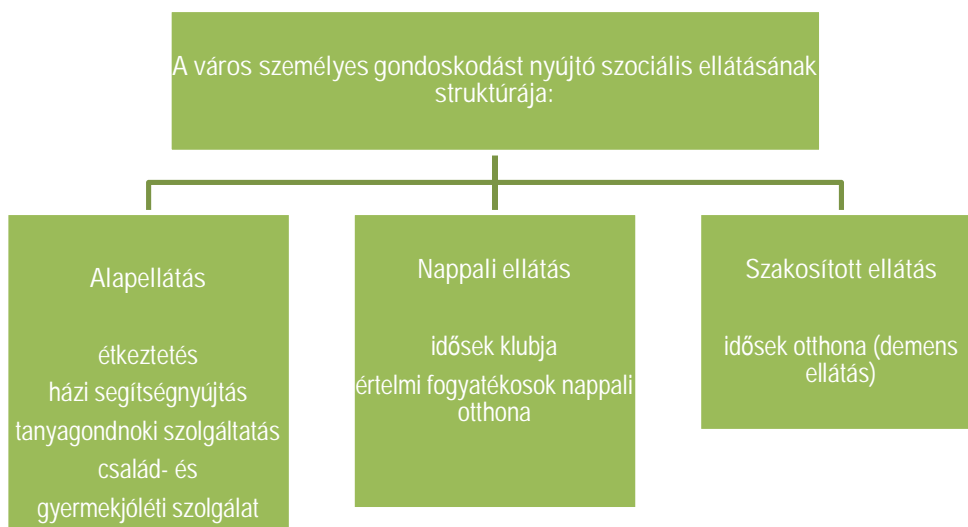 A város személyes gondoskodást nyújtó szociális ellátásának
struktúrája:
Alapellátás
étkeztetés
házi segítségnyújtás
tanyagondnoki szolgáltatás
család- és
gyermekjóléti szolgálat
Nappali ellátás
idősek klubja
értelmi fogyatékosok nappali
otthona
Szakosított ellátás
idősek otthona (demens
ellátás)